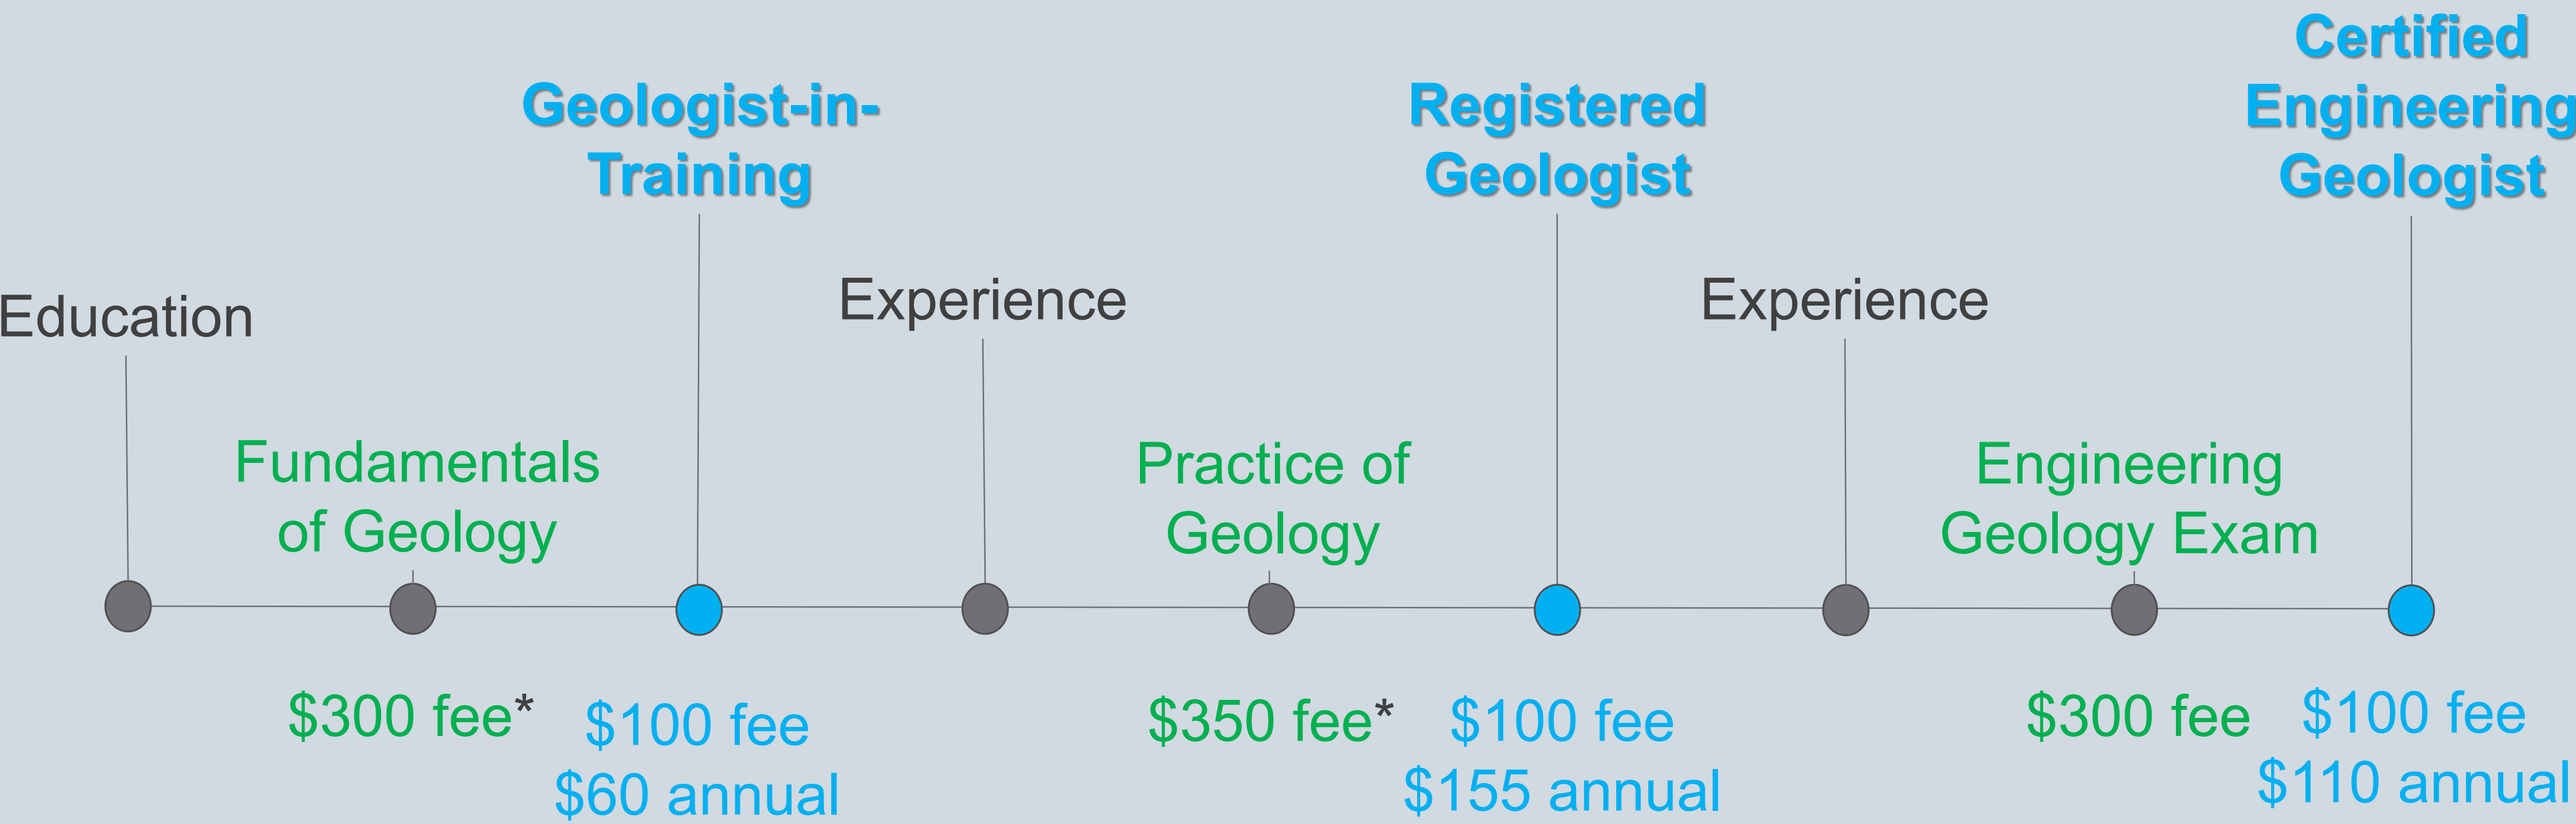 Certified
Engineering
Geologist
Geologist-in-
Training
Registered
Geologist
Education
Experience
Experience
Fundamentals
of Geology
Practice of
Geology
Engineering
Geology Exam
$300 fee*
$100 fee
$60 annual
$350 fee*
$100 fee
$155 annual
$300 fee
$100 fee
$110 annual